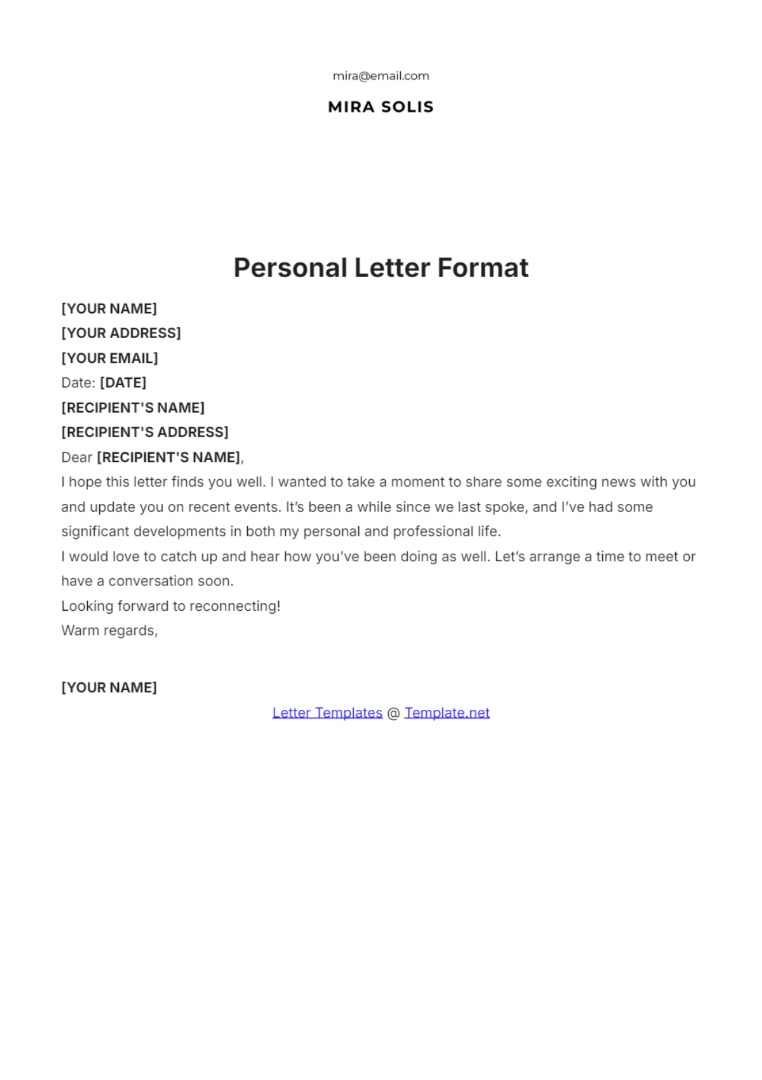 mira@email.com
MIRA SOLIS
Personal Letter Format
[YOUR NAME]
[YOUR ADDRESS]
[YOUR EMAIL]
Date: [DATE]
[RECIPIENT'S NAME]
[RECIPIENT'S ADDRESS]
Dear [RECIPIENT'S NAME],
I hope this letter finds you well. I wanted to take a moment to share some exciting news with you
and update you on recent events. It’s been a while since we last spoke, and I’ve had some
significant developments in both my personal and professional life.
I would love to catch up and hear how you’ve been doing as well. Let’s arrange a time to meet or
have a conversation soon.
Looking forward to reconnecting!
Warm regards,
[YOUR NAME]
Letter Templates @ Template.net